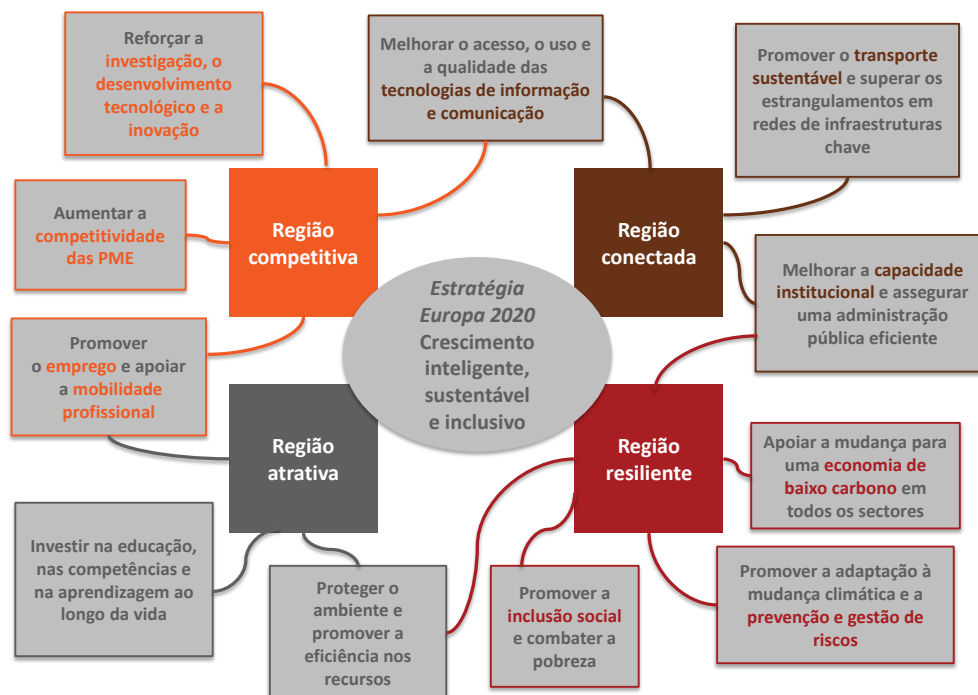 Reforçar a
investigação, o
desenvolvimento
tecnológico e a
inovação
Melhorar o acesso, o uso e
a qualidade das
tecnologias de informação
e comunicação
Promover o transporte
sustentável e superar os
estrangulamentos em
redes de infraestruturas
chave
Aumentar a
competitividade
das PME
Região
competitiva
Região
conectada
Melhorar a capacidade
institucional e assegurar
uma administração
pública eficiente
Estratégia
Europa 2020
Crescimento
inteligente,
sustentável
e inclusivo
Promover
o emprego e apoiar
a mobilidade
profissional
Região
atrativa
Região
resiliente
Apoiar a mudança para
uma economia de
baixo carbono em
todos os sectores
Investir na educação,
nas competências e
na aprendizagem ao
longo da vida
Proteger o
ambiente e
promover a
eficiência nos
recursos
Promover a
inclusão social
e combater a
pobreza
Promover a adaptação à
mudança climática e a
prevenção e gestão de
riscos